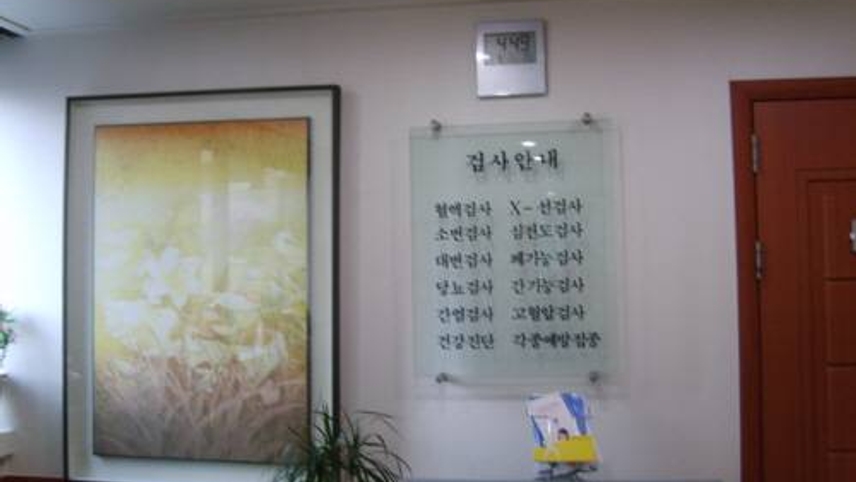 4:49
검사안내
혈액검사 X-선검사
소변검사 심전도검사
대변검사 폐기능검사
당뇨검사 간기능검사
간염검사 고혈압검사
건강진단 각종예방접종